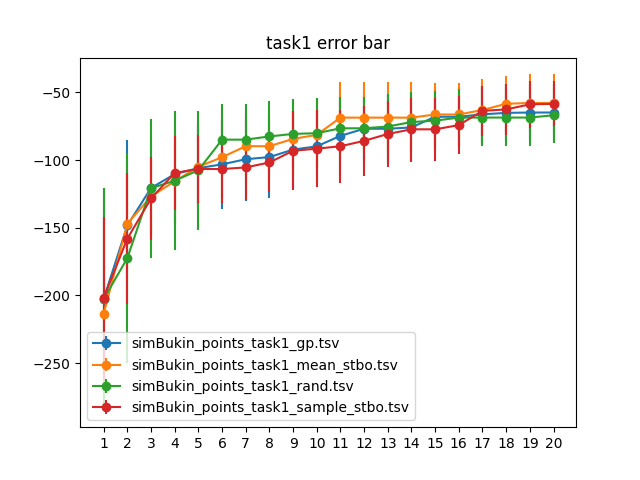 task1 error bar
−50
−100
−150
−200
−250
simBukin_points_task1_gp.tsv
simBukin_points_task1_mean_stbo.tsv
simBukin_points_task1_rand.tsv
simBukin_points_task1_sample_stbo.tsv
1 2 3 4 5 6 7 8 9 10 11 12 13 14 15 16 17 18 19 20